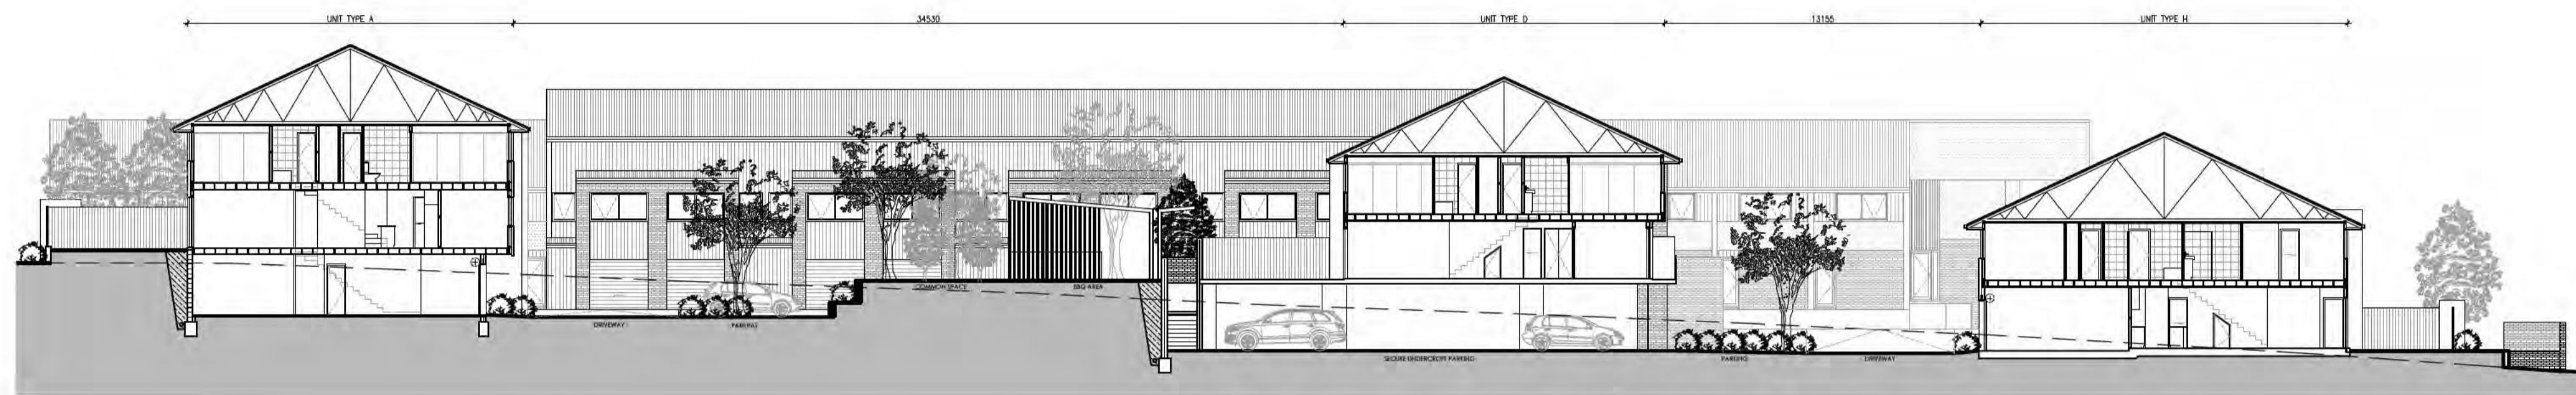 UNIT TYPE A
34530
UNIT TYPE D
13155
UNIT TYPE H
DRIVEWAY
PARKING
COMMON SPACE
BBQ AREA
SECURE UNDERCROFT PARKING
PARKING
DRIVEWAY